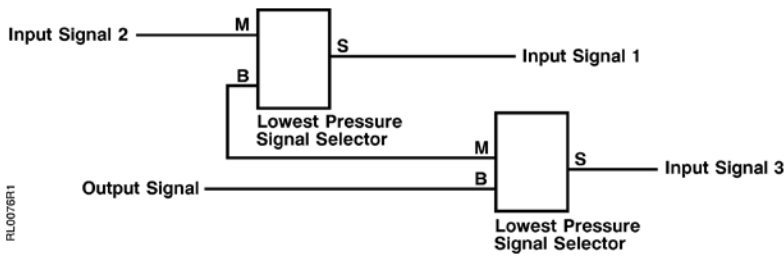 Input Signal 2
M
S
Input Signal 1
B
Lowest Pressure
Signal Selector
M
S
Input Signal 3
Output Signal
B
Lowest Pressure
Signal Selector
RL0076R1